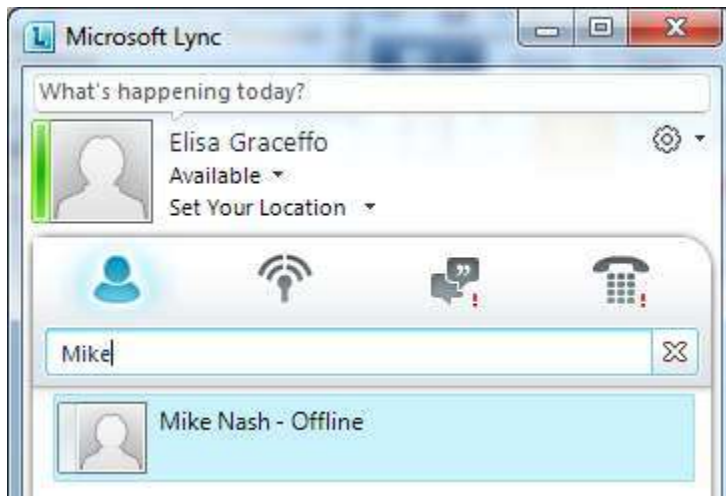 Microsoft Lync
What's happening today?
Elisa Graceffo
Available
Set Your Location
Mike
Mike Nash - Offline